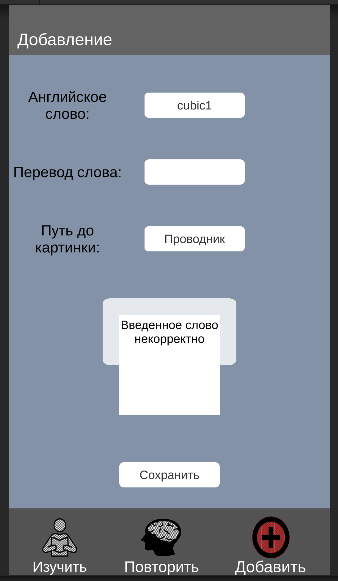 Добавление
Английское
слово:
cubic1
Перевод слова:
Путь до
картинки:
Проводник
Введенное слово
некорректно
Сохранить
Изучить
Повторить
Добавить